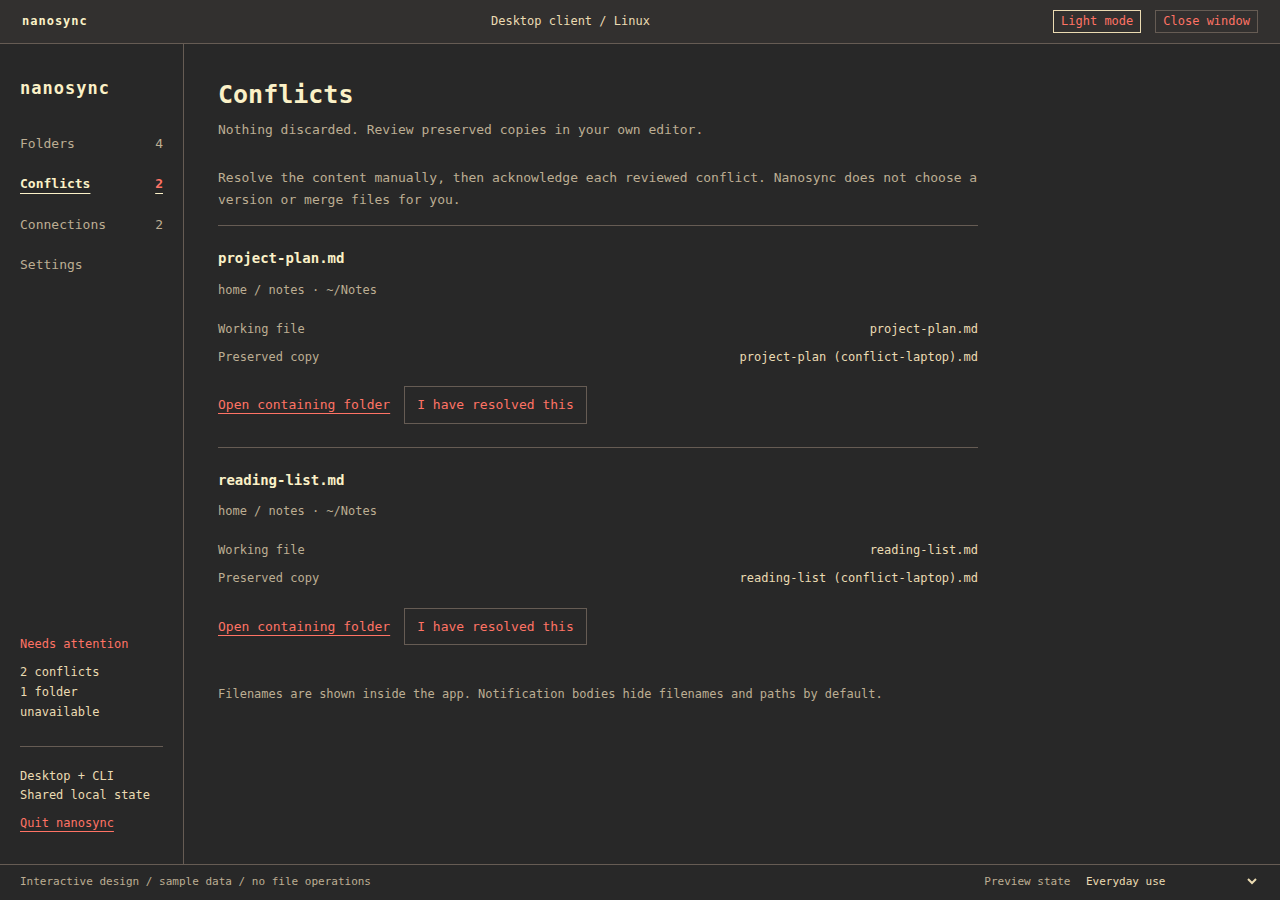 nanosync
Desktop client / Linux
Light mode
Close window
nanosync
Folders 4
Conflicts 2
Connections 2
Settings
Needs attention
2 conflicts
1 folder
unavailable
Desktop + CLI
Shared local state
Quit nanosync
Conflicts
Nothing discarded. Review preserved copies in your own editor.
Resolve the content manually, then acknowledge each reviewed conflict. Nanosync does not choose a
version or merge files for you.
project-plan.md
home / notes · ~/Notes
Working file project-plan.md
Preserved copy project-plan (conflict-laptop).md
Open containing folder I have resolved this
reading-list.md
home / notes · ~/Notes
Working file reading-list.md
Preserved copy reading-list (conflict-laptop).md
Open containing folder I have resolved this
Filenames are shown inside the app. Notification bodies hide filenames and paths by default.
Interactive design / sample data / no file operations
Preview state Everyday use